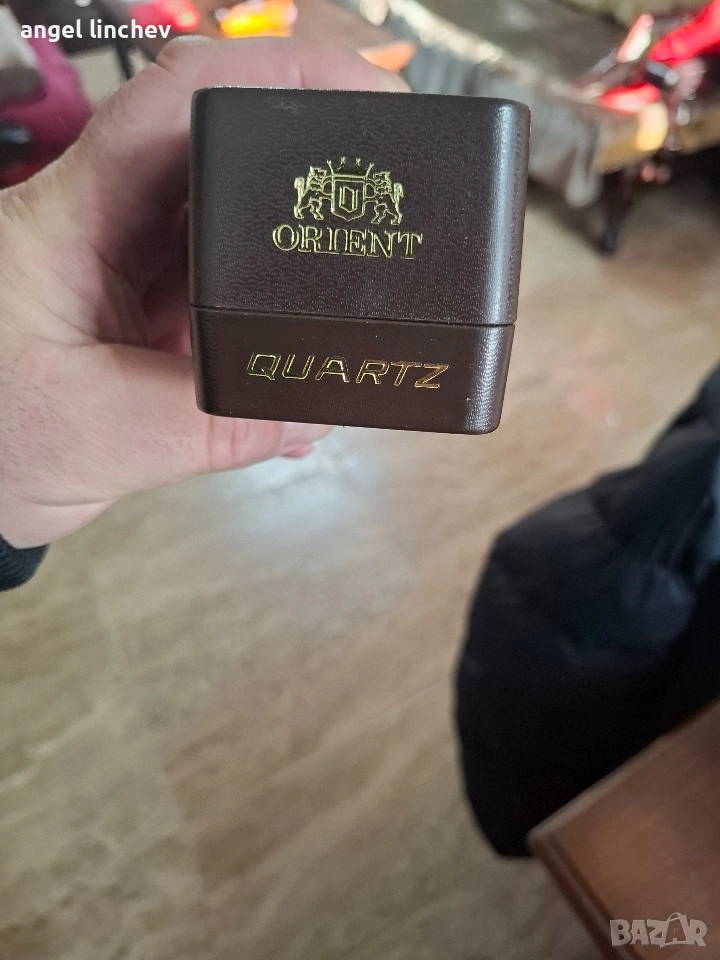 angel linchev
ORIENT
QUARTZ
BAZAR